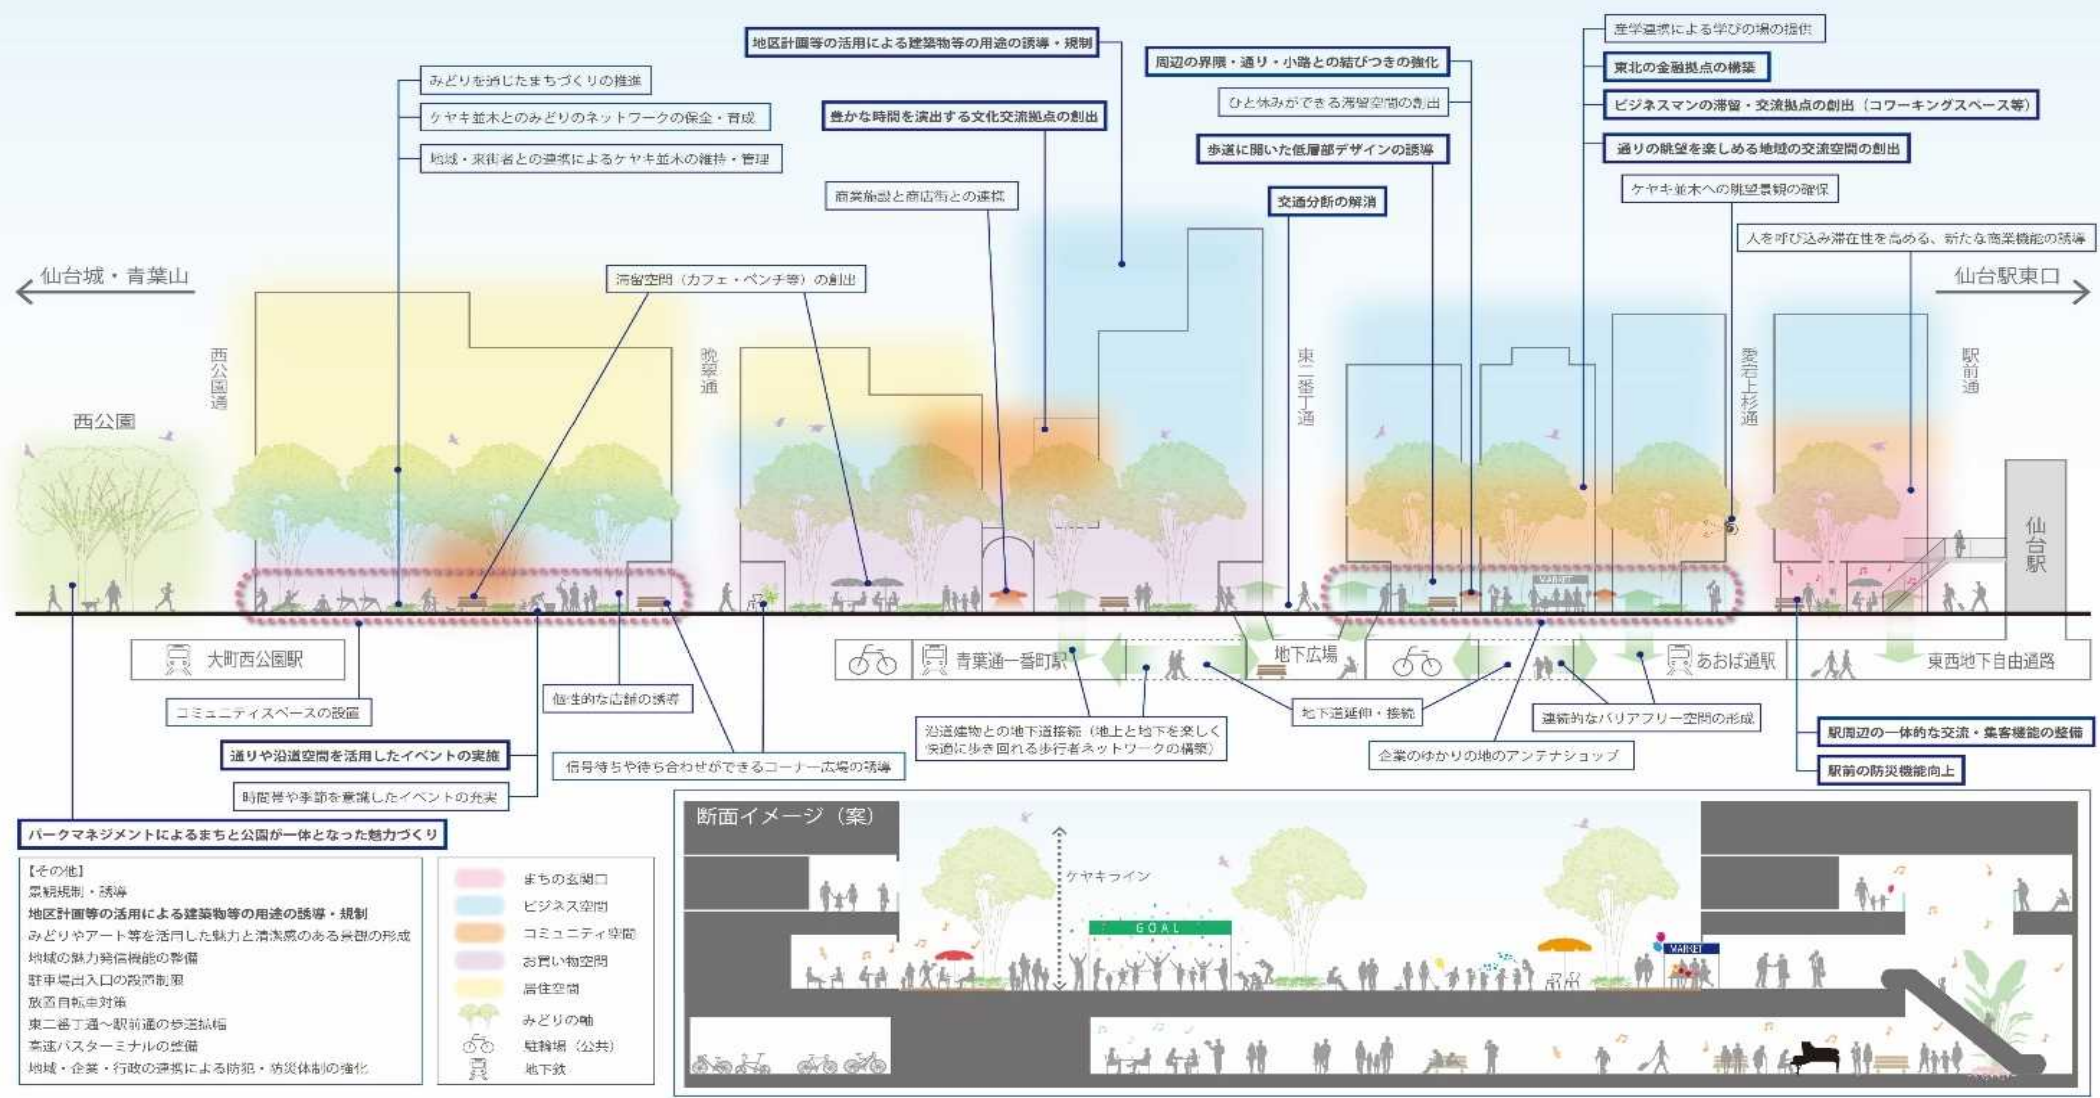 地区計画等の活用による建築物等の用途の誘導・規制
産学連携による学びの場の提供
みどりを通じたまちづくりの推進
周辺の界隈・通り・小路との結びつきの強化
東北の金融拠点の構築
ケヤキ並木とのみどりのネットワークの保全・育成
豊かな時間を演出する文化交流拠点の創出
ひと休みができる滞留空間の創出
ビジネスマンの滞留・交流拠点の創出（コワーキングスペース等）
地域・来街者との連携によるケヤキ並木の維持・管理
歩道に開いた低層部デザインの誘導
通りの眺望を楽しめる地域の交流空間の創出
商業施設と商店街との連携
交通分断の解消
ケヤキ並木への眺望景観の確保
人を呼び込み滞在性を高める、新たな商業機能の誘導
仙台城・青葉山
滞留空間（カフェ・ベンチ等）の創出
仙台駅東口
西公園通
晩翠通
東二番丁通
愛宕上杉通
駅前通
西公園
仙台駅
MARKET
大町西公園駅
青葉通一番町駅
地下広場
あおば通駅
東西地下自由通路
コミュニティスペースの設置
個性的な店舗の誘導
沿道建物との地下道接続（地上と地下を楽しく
快適に歩き回れる歩行者ネットワークの構築）
地下道延伸・接続
連続的なバリアフリー空間の形成
駅周辺の一体的な交流・集客機能の整備
通りや沿道空間を活用したイベントの実施
信号待ちや待ち合わせができるコーナー広場の誘導
企業のゆかりの地のアンテナショップ
駅前の防災機能向上
時間帯や季節を意識したイベントの充実
パークマネジメントによるまちと公園が一体となった魅力づくり
【その他】
景観規制・誘導
地区計画等の活用による建築物等の用途の誘導・規制
みどりやアート等を活用した魅力と清潔感のある景観の形成
地域の魅力発信機能の整備
駐車場出入口の設置制限
放置自転車対策
東二番丁通～駅前通の歩道拡幅
高速バスターミナルの整備
地域・企業・行政の連携による防犯・防災体制の強化
まちの玄関口
ビジネス空間
コミュニティ空間
お買い物空間
居住空間
みどりの軸
駐輪場（公共）
地下鉄
断面イメージ（案）
ケヤキライン
GOAL
MARKET